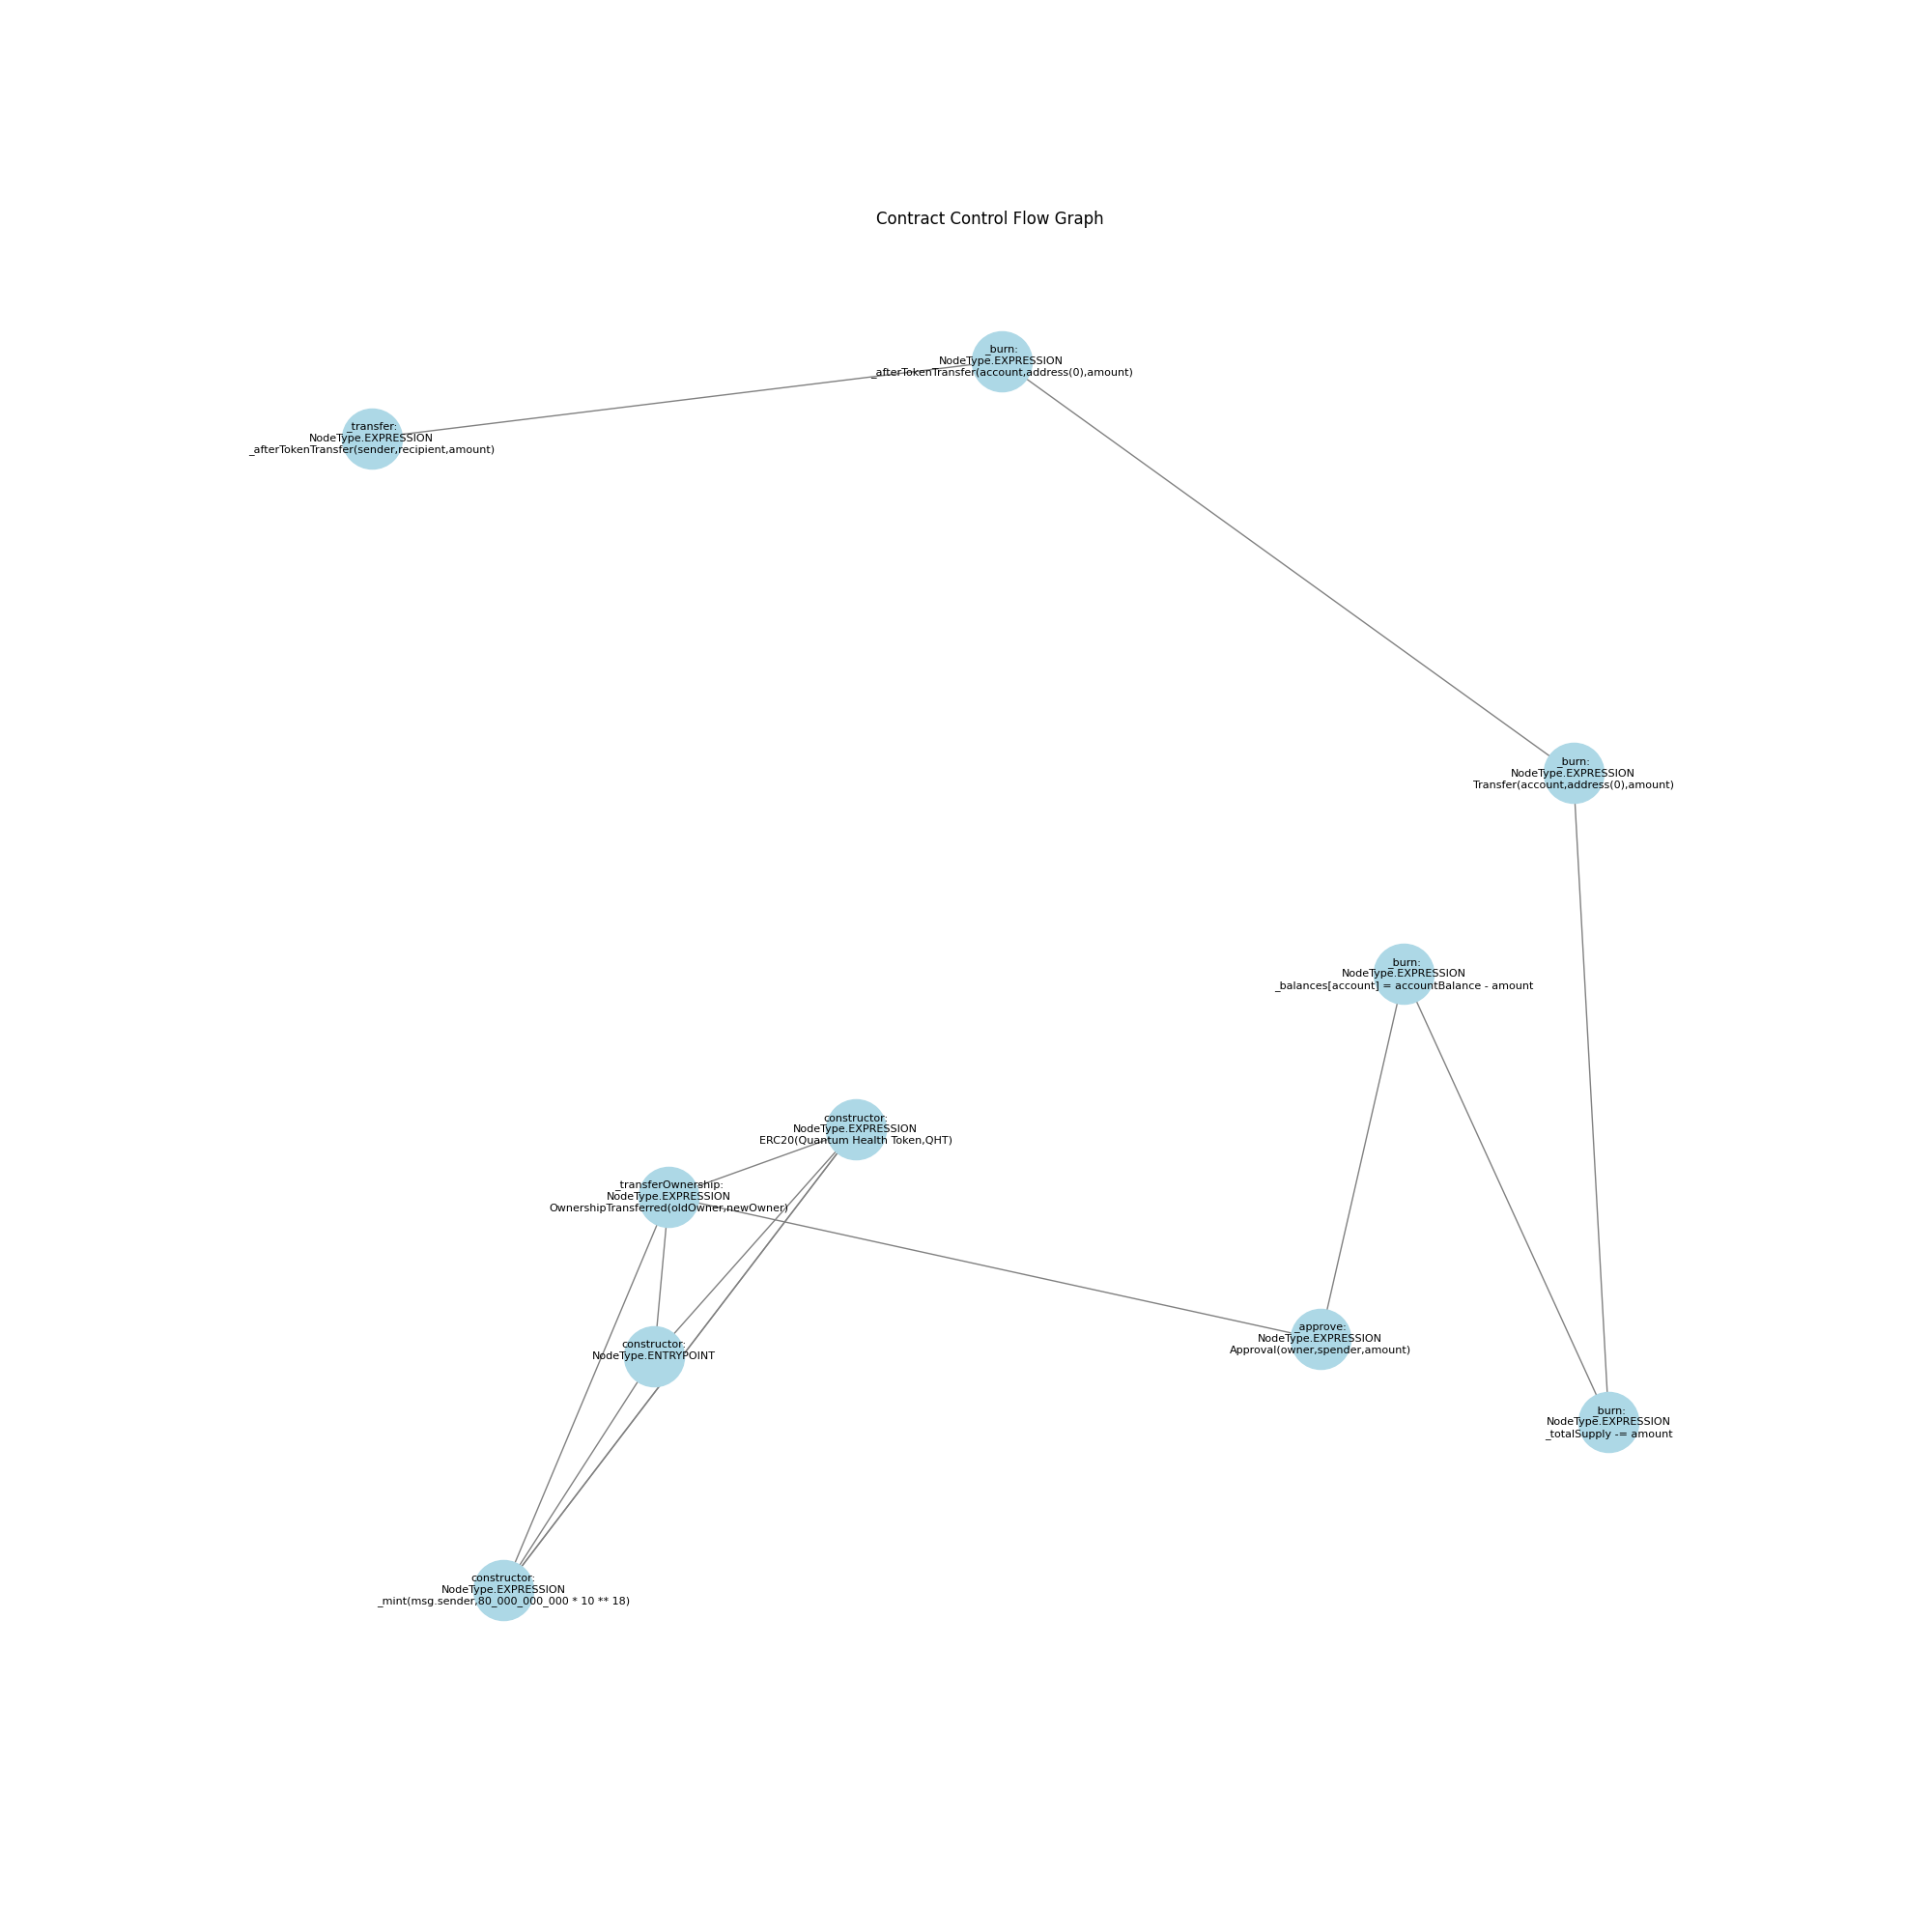 Contract Control Flow Graph
_burn:
NodeType.EXPRESSION
_afterTokenTransfer(account,address(0),amount)
_transfer:
NodeType.EXPRESSION
_afterTokenTransfer(sender,recipient,amount)
_burn:
NodeType.EXPRESSION
Transfer(account,address(0),amount)
_burn:
NodeType.EXPRESSION
_balances[account] = accountBalance - amount
constructor:
NodeType.EXPRESSION
ERC20(Quantum Health Token,QHT)
_transferOwnership:
NodeType.EXPRESSION
OwnershipTransferred(oldOwner,newOwner)
constructor:
NodeType.ENTRYPOINT
_approve:
NodeType.EXPRESSION
Approval(owner,spender,amount)
_burn:
NodeType.EXPRESSION
_totalSupply -= amount
constructor:
NodeType.EXPRESSION
_mint(msg.sender,80_000_000_000 * 10 ** 18)